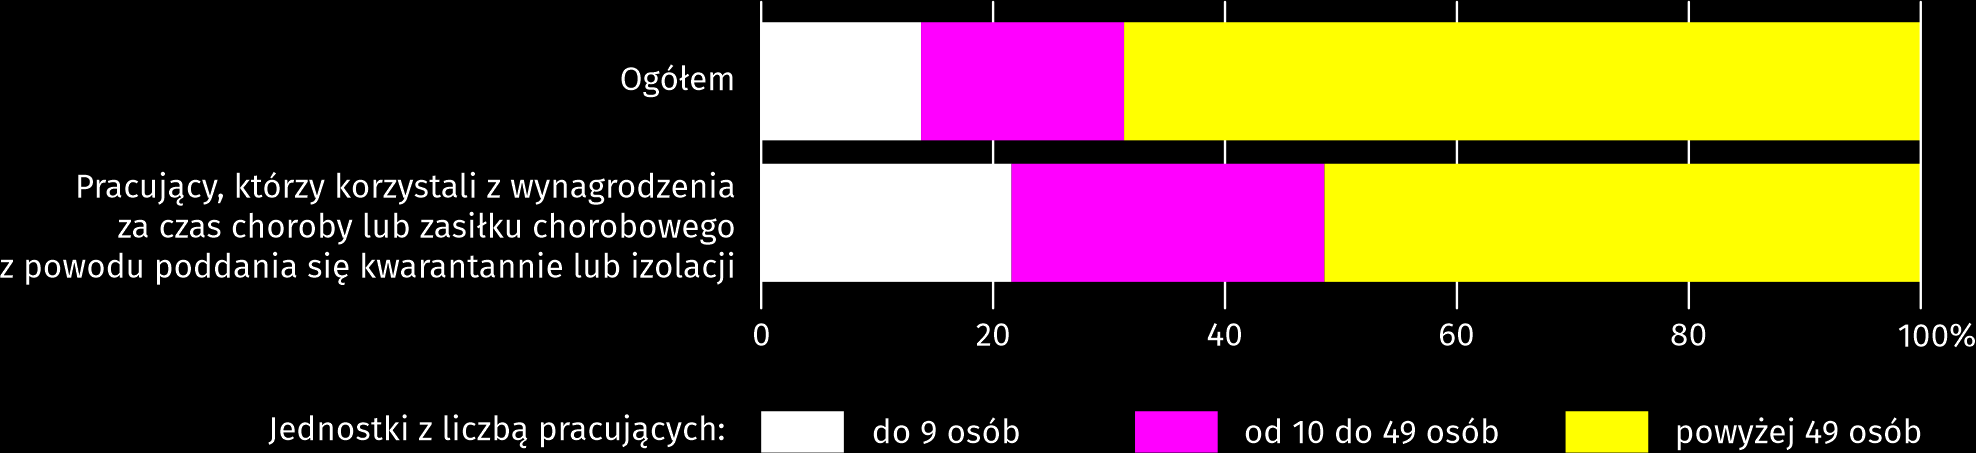 Ogółem
Pracujący, którzy korzystali z wynagrodzenia
za czas choroby lub zasiłku chorobowego
z powodu poddania się kwarantannie lub izolacji
0 20 40 60 80 100%
Jednostki z liczbą pracujących: do 9 osób od 10 do 49 osób powyżej 49 osób